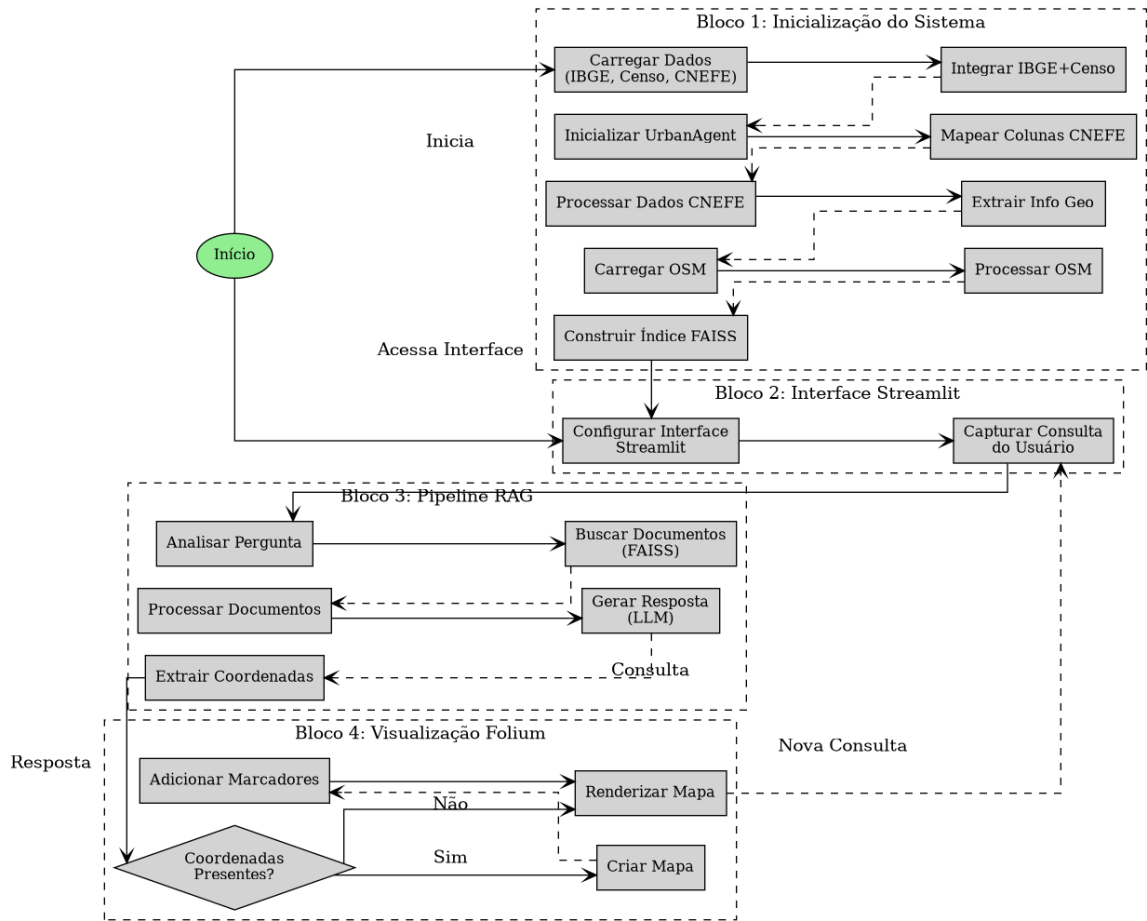 Bloco 1: Inicialização do Sistema
Carregar Dados
(IBGE, Censo, CNEFE)
Integrar IBGE+Censo
Inicia
Inicializar UrbanAgent
Mapear Colunas CNEFE
Processar Dados CNEFE
Extrair Info Geo
Início
Carregar OSM
Processar OSM
Construir Índice FAISS
Acessa Interface
Bloco 2: Interface Streamlit
Configurar Interface
Streamlit
Capturar Consulta
do Usuário
Bloco 3: Pipeline RAG
Analisar Pergunta
Buscar Documentos
(FAISS)
Processar Documentos
Gerar Resposta
(LLM)
Extrair Coordenadas
Consulta
Bloco 4: Visualização Folium
Resposta
Nova Consulta
Adicionar Marcadores
Renderizar Mapa
Não
Coordenadas
Presentes?
Sim
Criar Mapa